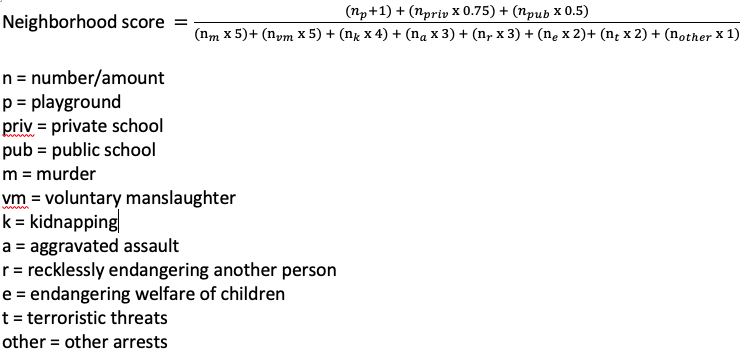 Neighborhood score = (n_p+1) + (n_priv x 0.75) + (n_pub x 0.5) / (n_m x 5)+ (n_vm x 5) + (n_k x 4) + (n_a x 3) + (n_r x 3) + (n_e x 2)+ (n_t x 2) + (n_other x 1)
n = number/amount
p = playground
priv = private school
pub = public school
m = murder
vm = voluntary manslaughter
k = kidnapping
a = aggravated assault
r = recklessly endangering another person
e = endangering welfare of children
t = terroristic threats
other = other arrests